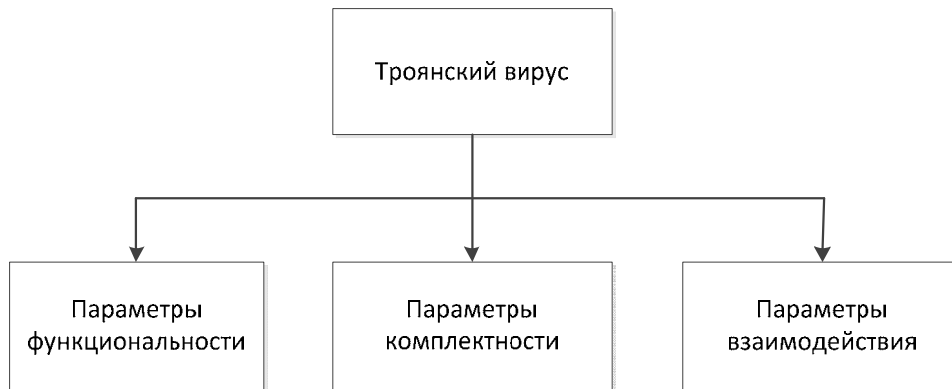 Троянский вирус
Параметры
функциональности
Параметры
комплектности
Параметры
взаимодействия